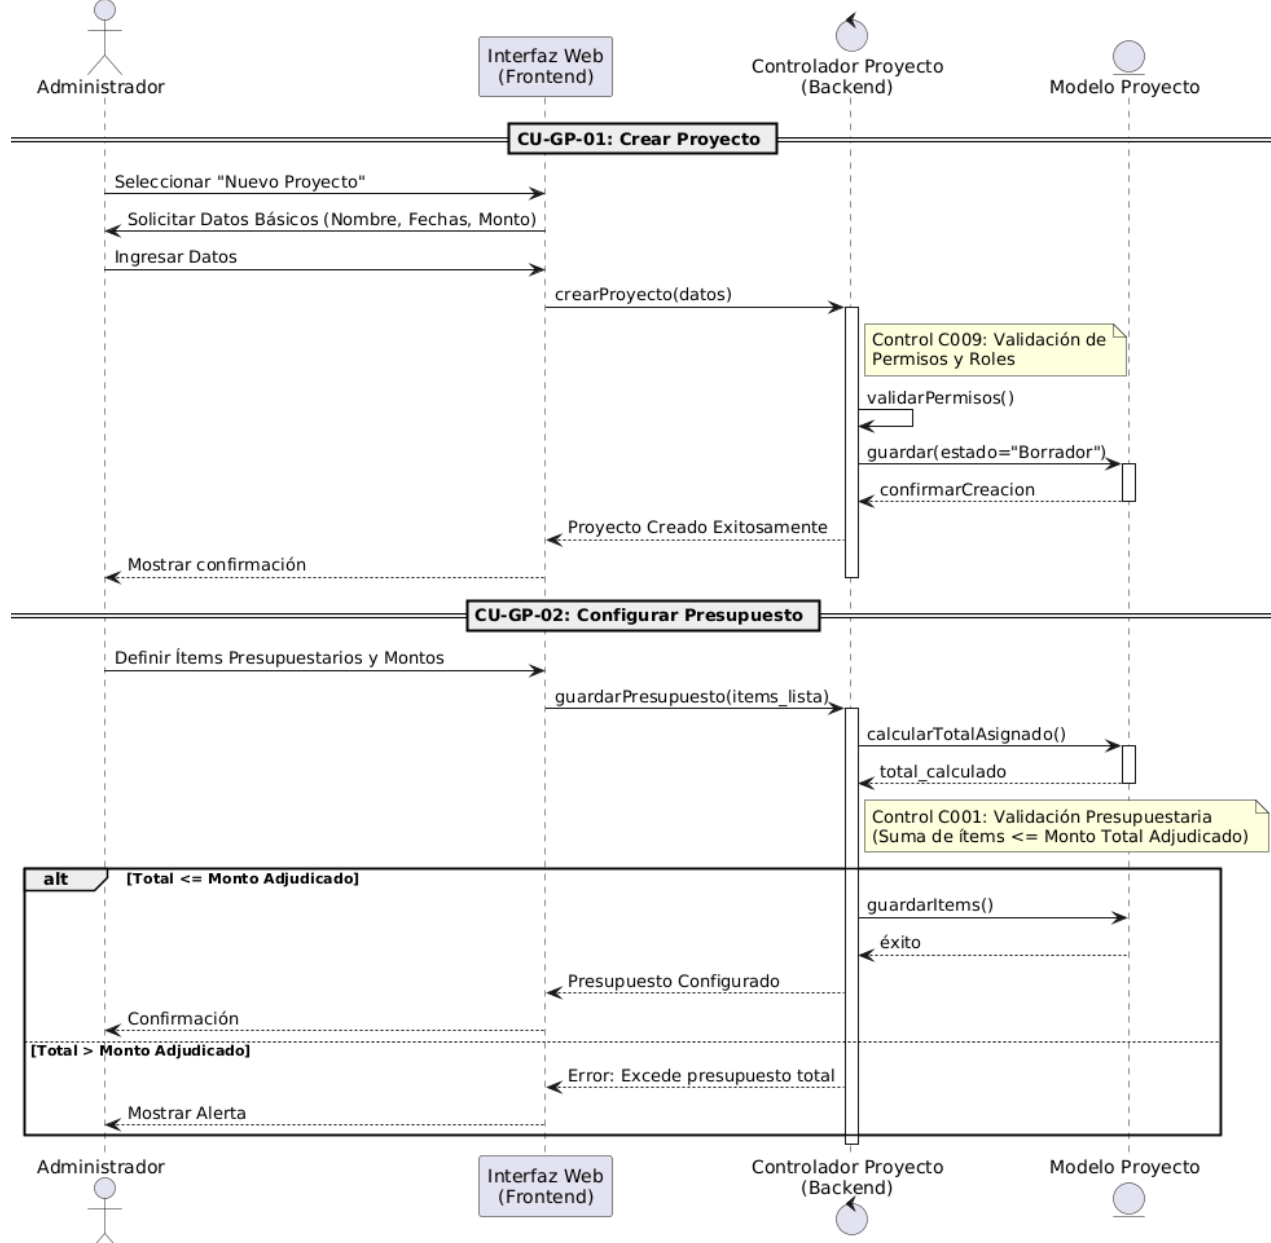 Administrador
Interfaz Web
(Frontend)
Controlador Proyecto
(Backend)
Modelo Proyecto
CU-GP-01: Crear Proyecto
Seleccionar "Nuevo Proyecto"
Solicitar Datos Básicos (Nombre, Fechas, Monto)
Ingresar Datos
crearProyecto(datos)
Control C009: Validación de
Permisos y Roles
validarPermisos()
guardar(estado="Borrador")
confirmarCreacion
Proyecto Creado Exitosamente
Mostrar confirmación
CU-GP-02: Configurar Presupuesto
Definir Ítems Presupuestarios y Montos
guardarPresupuesto(items_lista)
calcularTotalAsignado()
total_calculado
Control C001: Validación Presupuestaria
(Suma de ítems <= Monto Total Adjudicado)
alt
[Total <= Monto Adjudicado]
guardarItems()
éxito
Presupuesto Configurado
Confirmación
[Total > Monto Adjudicado]
Error: Excede presupuesto total
Mostrar Alerta
Administrador
Interfaz Web
(Frontend)
Controlador Proyecto
(Backend)
Modelo Proyecto